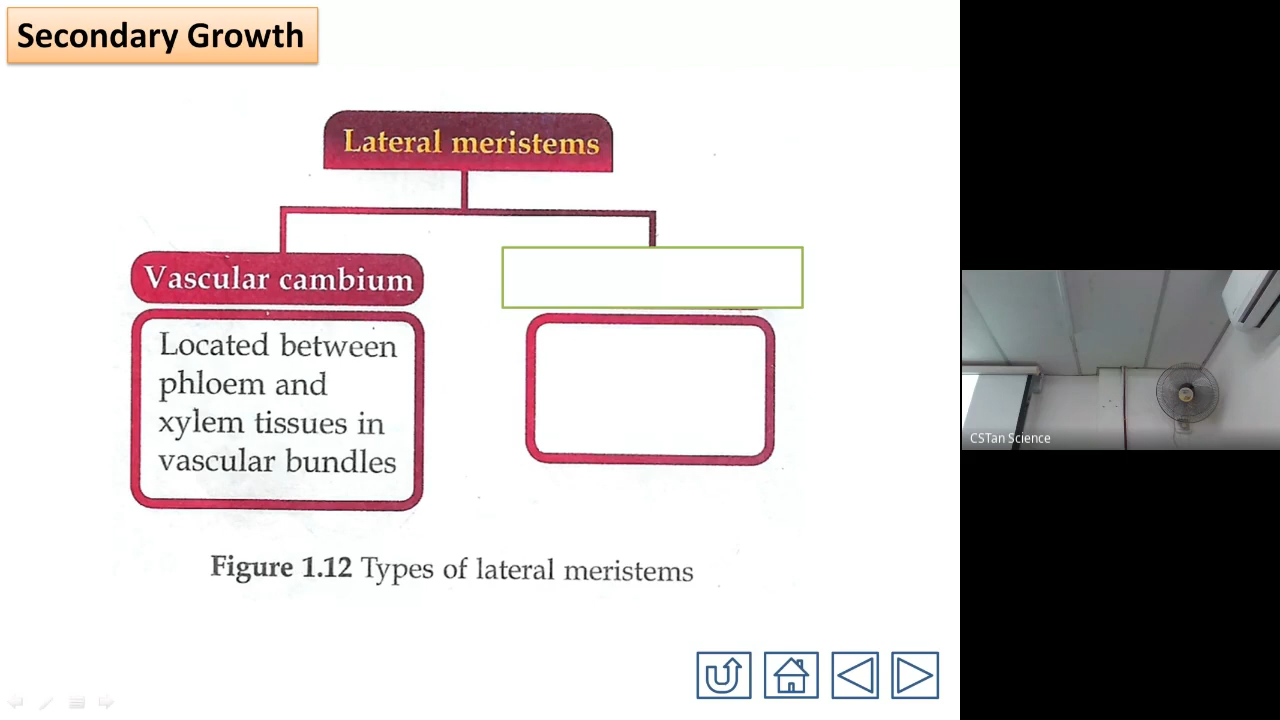 Secondary Growth
Lateral meristems
Vascular cambium
Located between
phloem and
xylem tissues in
vascular bundles
Figure 1.12 Types of lateral meristems
CSTan Science